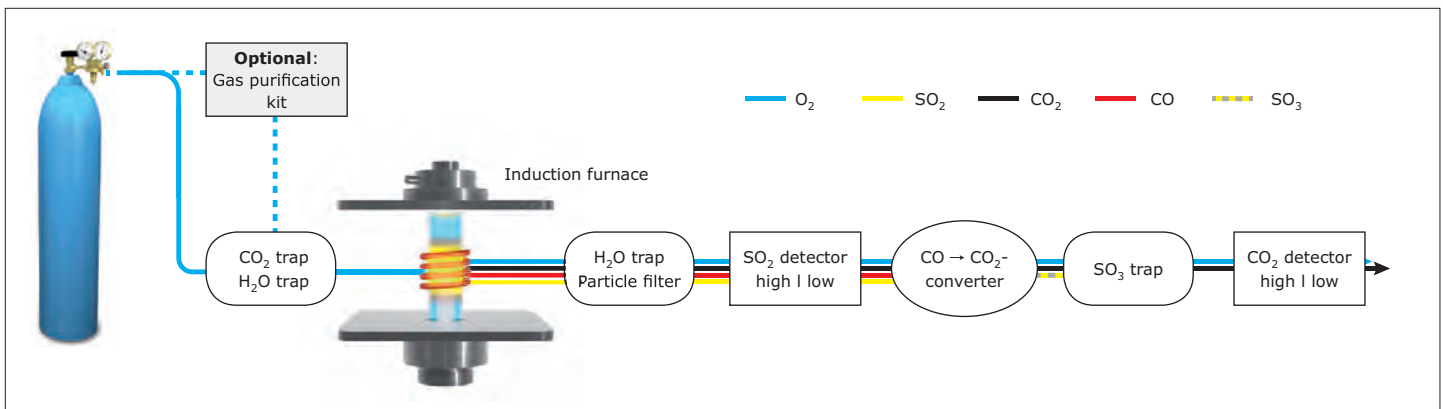 Optional:
Gas purification
kit
O₂
SO₂
CO₂
CO
SO₃
Induction furnace
CO₂ trap
H₂O trap
H₂O trap
Particle filter
SO₂ detector
high l low
CO → CO₂-
converter
SO₃ trap
CO₂ detector
high l low